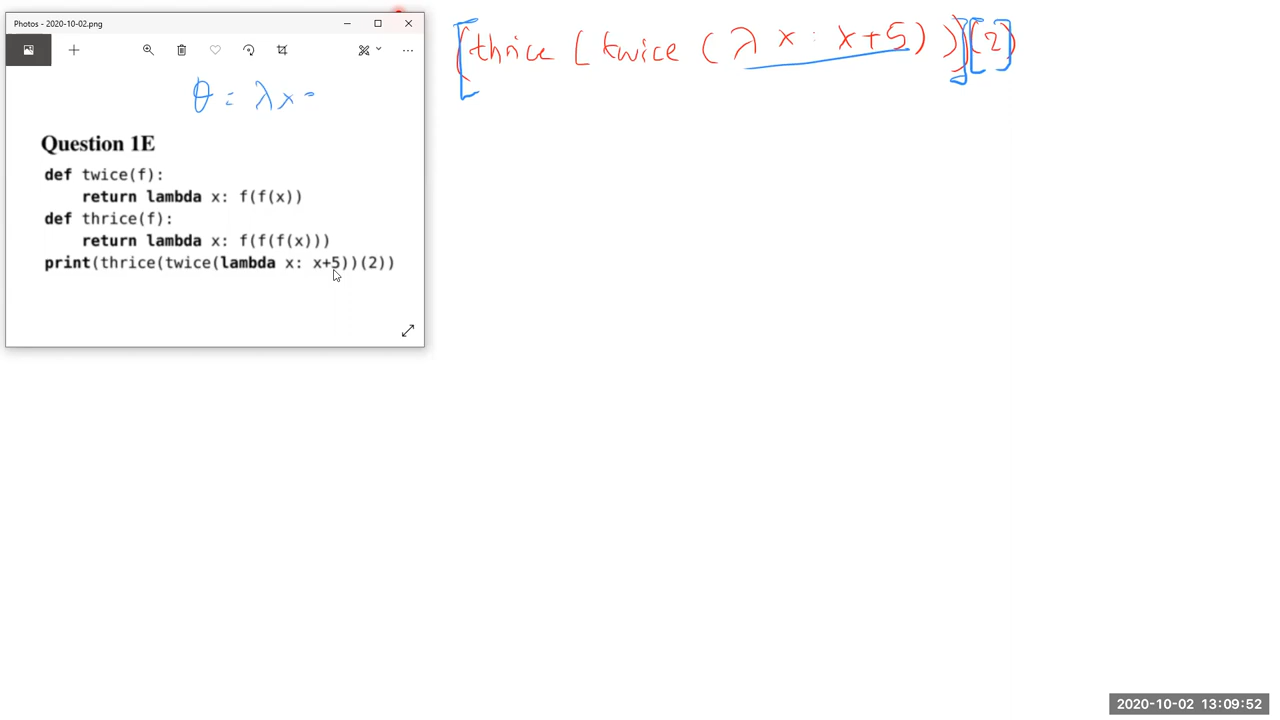 Photos - 2020-10-02.png
(thrice ( twice ( λ x : x+5 ) ) ) (2)
θ = λx
Question 1E
def twice(f):
return lambda x: f(f(x))
def thrice(f):
return lambda x: f(f(f(x)))
print(thrice(twice(lambda x: x+5))(2))
2020-10-02 13:09:52